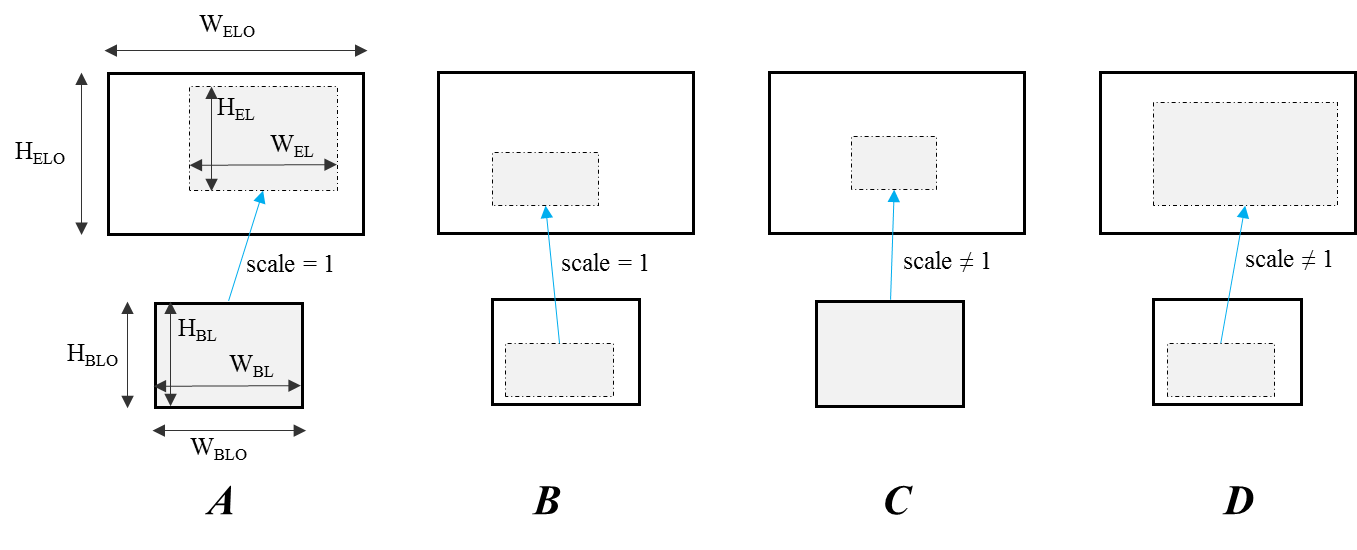 W_ELO
H_ELO
H_EL
W_EL
scale = 1
scale = 1
scale ≠ 1
scale ≠ 1
H_BLO
H_BL
W_BL
W_BLO
A
B
C
D